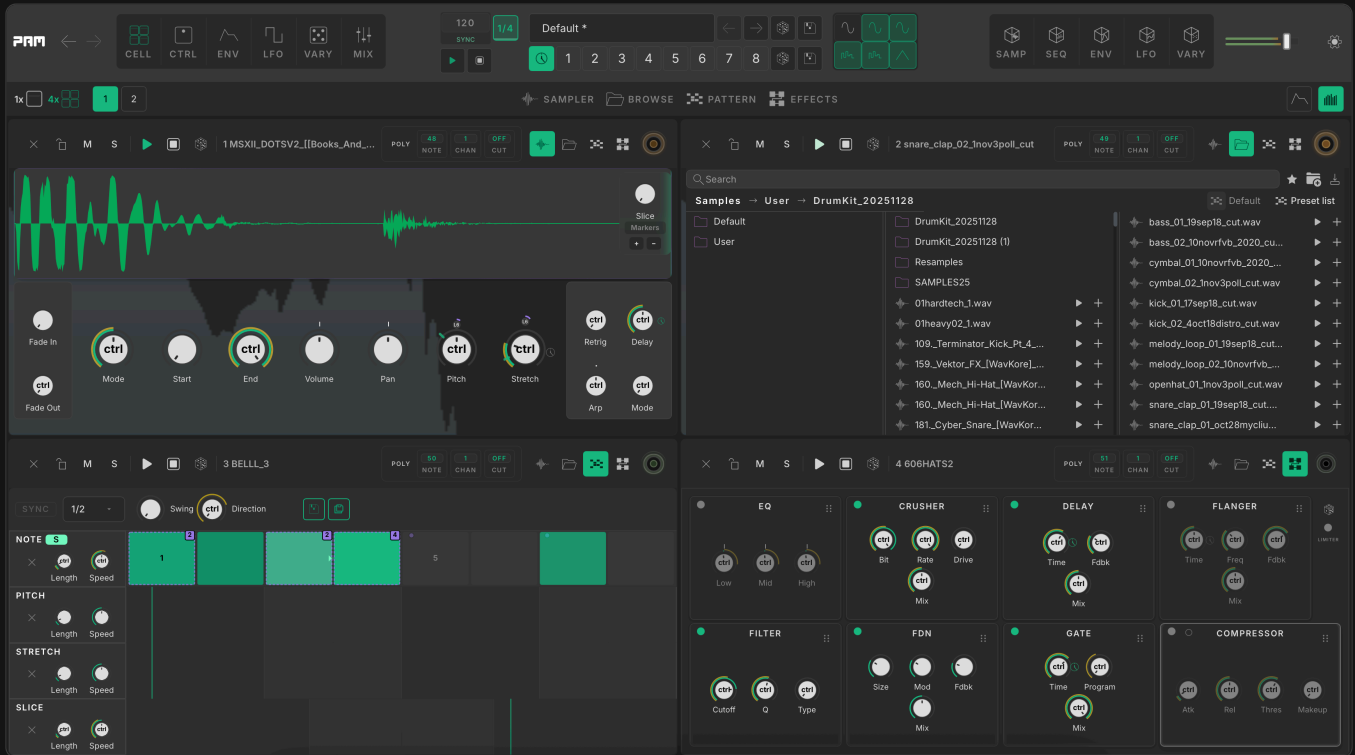 PAM
CELL CTRL ENV LFO VARY MIX
120
SYNC
1/4
Default *
1 2 3 4 5 6 7 8
SAMP SEQ ENV LFO VARY
1x 4x 1 2
SAMPLER BROWSE PATTERN EFFECTS
M S 1 MSXII_DOTSV2_[[Books_And_... POLY 48 NOTE 1 CHAN OFF CUT
Slice
Markers
+ -
Fade In
Fade Out
ctrl ctrl ctrl ctrl ctrl
Mode Start End Volume Pan Pitch Stretch
ctrl ctrl
Retrig Delay
ctrl ctrl
Arp Mode
M S 2 snare_clap_02_1nov3poll_cut POLY 49 NOTE 1 CHAN OFF CUT
Search
Samples → User → DrumKit_20251128
Default Preset list
Default
User
DrumKit_20251128
DrumKit_20251128 (1)
Resamples
SAMPLES25
01hardtech_1.wav
01heavy02_1.wav
109._Terminator_Kick_Pt_4_...
159._Vektor_FX_[WavKore]_...
160._Mech_Hi-Hat_[WavKor...
160._Mech_Hi-Hat_[WavKor...
181._Cyber_Snare_[WavKore...
bass_01_19sep18_cut.wav
bass_02_10novrfvb_2020_cu...
cymbal_01_10novrfvb_2020_...
cymbal_02_1nov3poll_cut.wav
kick_01_17sep18_cut.wav
kick_02_4oct18distro_cut.wav
melody_loop_01_19sep18_cut...
melody_loop_02_10novrfvb_...
openhat_01_1nov3poll_cut.wav
snare_clap_01_19sep18_cut....
snare_clap_01_oct28mycliu...
M S 3 BELLL_3 POLY 50 NOTE 1 CHAN OFF CUT
SYNC 1/2 Swing ctrl Direction
NOTE S
ctrl ctrl
Length Speed
1 2 2 4 5
PITCH
Length Speed
STRETCH
Length Speed
SLICE
ctrl ctrl
Length Speed
M S 4 606HATS2 POLY 51 NOTE 1 CHAN OFF CUT
EQ
ctrl ctrl ctrl
Low Mid High
CRUSHER
ctrl ctrl ctrl
Bit Rate Drive
ctrl
Mix
DELAY
ctrl ctrl
Time Fdbk
ctrl
Mix
FLANGER
ctrl ctrl ctrl
Time Freq Fdbk
ctrl
Mix
LIMITER
FILTER
ctrl ctrl ctrl
Cutoff Q Type
FDN
Size Mod Fdbk
Mix
GATE
ctrl ctrl
Time Program
ctrl
Mix
COMPRESSOR
ctrl ctrl ctrl ctrl
Atk Rel Thres Makeup